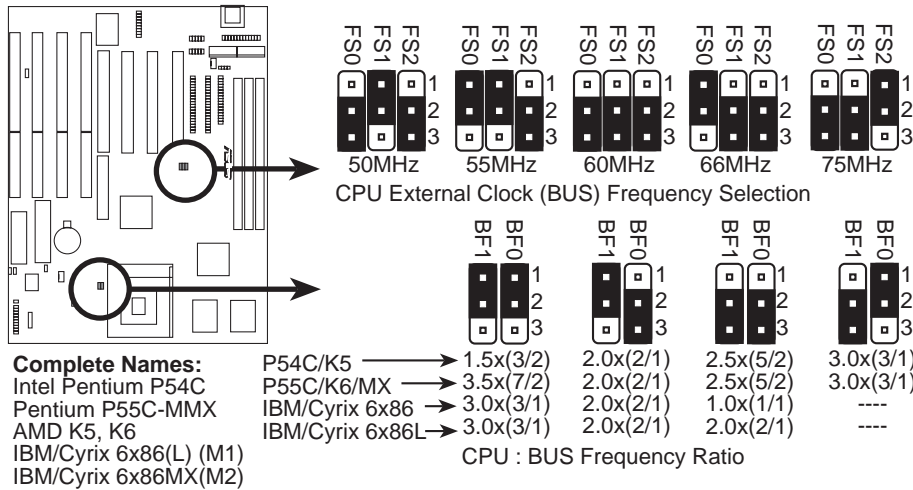 FS0 FS1 FS2 FS0 FS1 FS2 FS0 FS1 FS2 FS0 FS1 FS2 FS0 FS1 FS2
1 1 1 1 1
2 2 2 2 2
3 3 3 3 3
50MHz 55MHz 60MHz 66MHz 75MHz
CPU External Clock (BUS) Frequency Selection
BF1 BF0 BF1 BF0 BF1 BF0 BF1 BF0
1 1 1 1
2 2 2 2
3 3 3 3
P54C/K5 1.5x(3/2) 2.0x(2/1) 2.5x(5/2) 3.0x(3/1)
P55C/K6/MX 3.5x(7/2) 2.0x(2/1) 2.5x(5/2) 3.0x(3/1)
IBM/Cyrix 6x86 3.0x(3/1) 2.0x(2/1) 1.0x(1/1) ----
IBM/Cyrix 6x86L 3.0x(3/1) 2.0x(2/1) 2.0x(2/1) ----
CPU : BUS Frequency Ratio
Complete Names:
Intel Pentium P54C
Pentium P55C-MMX
AMD K5, K6
IBM/Cyrix 6x86(L) (M1)
IBM/Cyrix 6x86MX(M2)